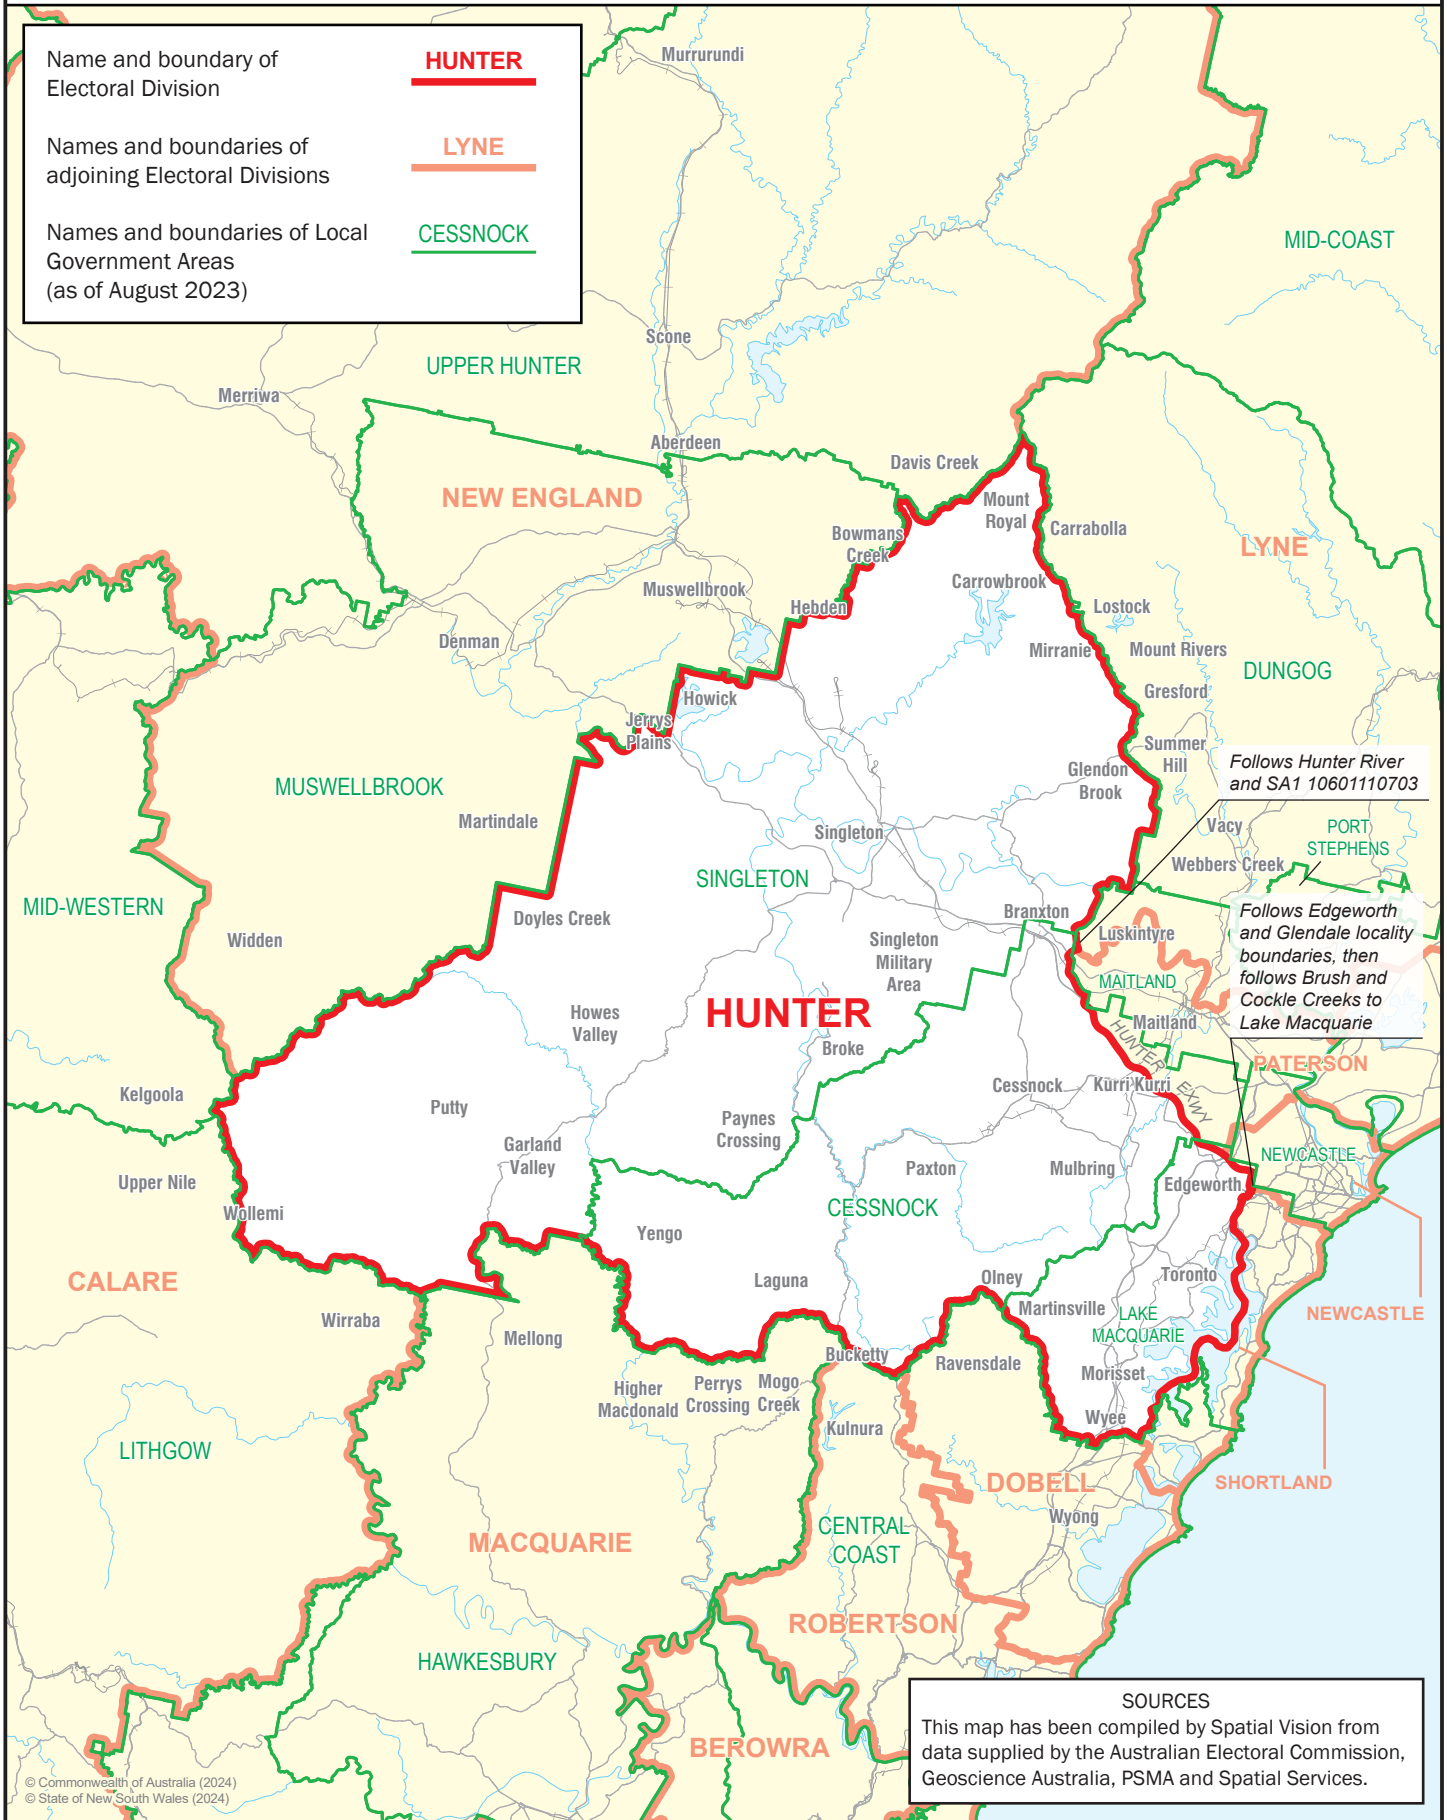 Name and boundary of
Electoral Division
HUNTER
Names and boundaries of
adjoining Electoral Divisions
LYNE
Names and boundaries of Local
Government Areas
(as of August 2023)
CESSNOCK
Murrurundi
MID-COAST
Scone
UPPER HUNTER
Merriwa
Aberdeen
Davis Creek
NEW ENGLAND
Mount
Royal
Carrabolla
Bowmans
Creek
LYNE
Carrowbrook
Muswellbrook
Hebden
Lostock
Denman
Mirranie
Mount Rivers
DUNGOG
Howick
Gresford
Jerrys
Plains
Summer
Hill
Follows Hunter River
and SA1 10601110703
Glendon
Brook
MUSWELLBROOK
Martindale
Singleton
Vacy
PORT
STEPHENS
Webbers Creek
SINGLETON
MID-WESTERN
Doyles Creek
Branxton
Follows Edgeworth
and Glendale locality
boundaries, then
follows Brush and
Cockle Creeks to
Lake Macquarie
Luskintyre
Widden
Singleton
Military
Area
MAITLAND
HUNTER
Howes
Valley
Maitland
Broke
HUNTER EXWY
PATERSON
Kelgoola
Cessnock
Kurri Kurri
Putty
Paynes
Crossing
Garland
Valley
NEWCASTLE
Upper Nile
Paxton
Mulbring
Edgeworth
Wollemi
CESSNOCK
Yengo
CALARE
Laguna
Olney
Toronto
Wirraba
Martinsville
LAKE
MACQUARIE
NEWCASTLE
Mellong
Bucketty
Ravensdale
Morisset
Higher
Macdonald
Perrys
Crossing
Mogo
Creek
Wyee
Kulnura
LITHGOW
DOBELL
SHORTLAND
Wyong
CENTRAL
COAST
MACQUARIE
ROBERTSON
HAWKESBURY
BEROWRA
SOURCES
This map has been compiled by Spatial Vision from
data supplied by the Australian Electoral Commission,
Geoscience Australia, PSMA and Spatial Services.
© Commonwealth of Australia (2024)
© State of New South Wales (2024)